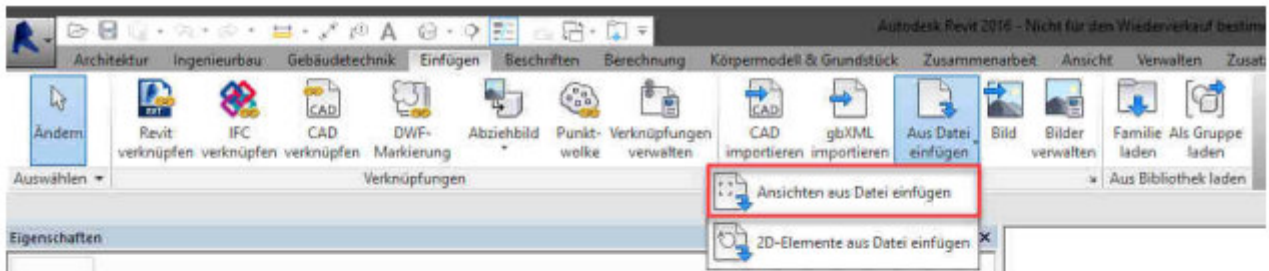 Autodesk Revit 2016 - Nicht für den Wiederverkauf bestimm
Architektur Ingenieurbau Gebäudetechnik Einfügen Beschriften Berechnung Körpermodell & Grundstück Zusammenarbeit Ansicht Verwalten Zusat
Ändern Revit IFC CAD DWF- Abziehbild Punkt- Verknüpfungen CAD gbXML Aus Datei Bild Bilder Familie Als Gruppe
verknüpfen verknüpfen verknüpfen Markierung wolke verwalten importieren importieren einfügen verwalten laden laden
Auswählen Verknüpfungen Aus Bibliothek laden
Ansichten aus Datei einfügen
Eigenschaften
2D-Elemente aus Datei einfügen